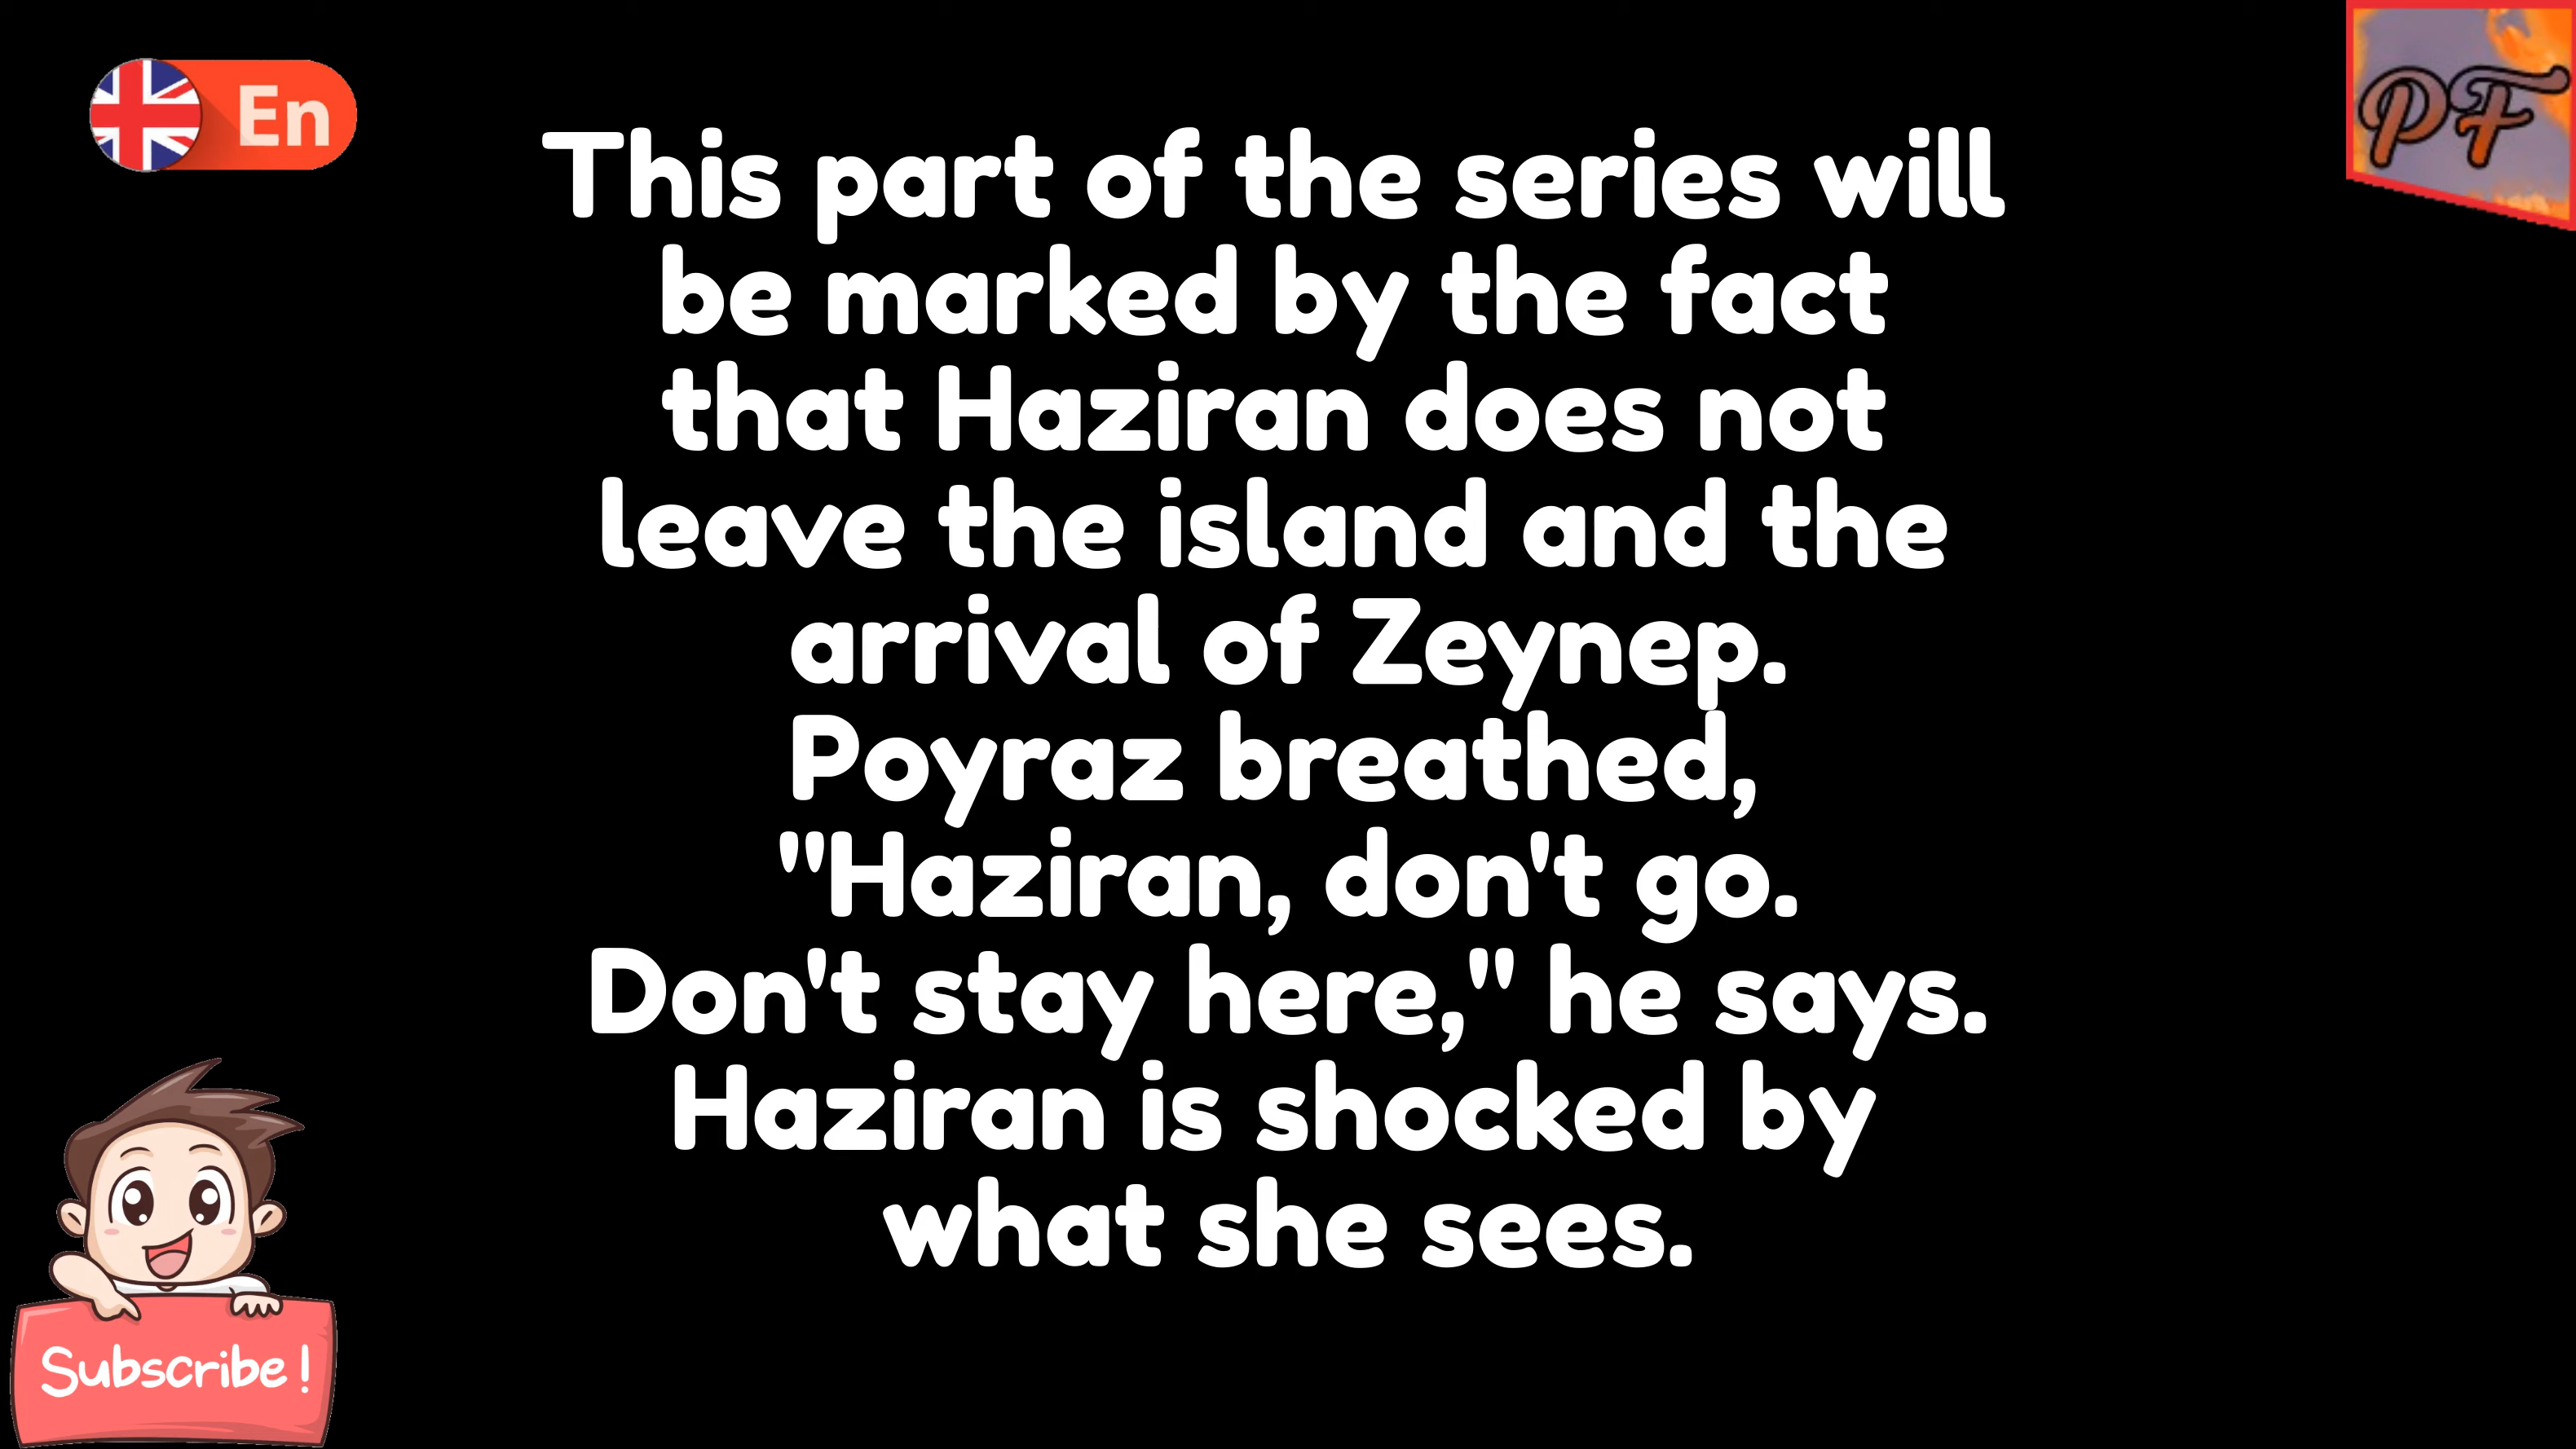 En
PF
This part of the series will
be marked by the fact
that Haziran does not
leave the island and the
arrival of Zeynep.
Poyraz breathed,
"Haziran, don't go.
Don't stay here," he says.
Haziran is shocked by
what she sees.
Subscribe!